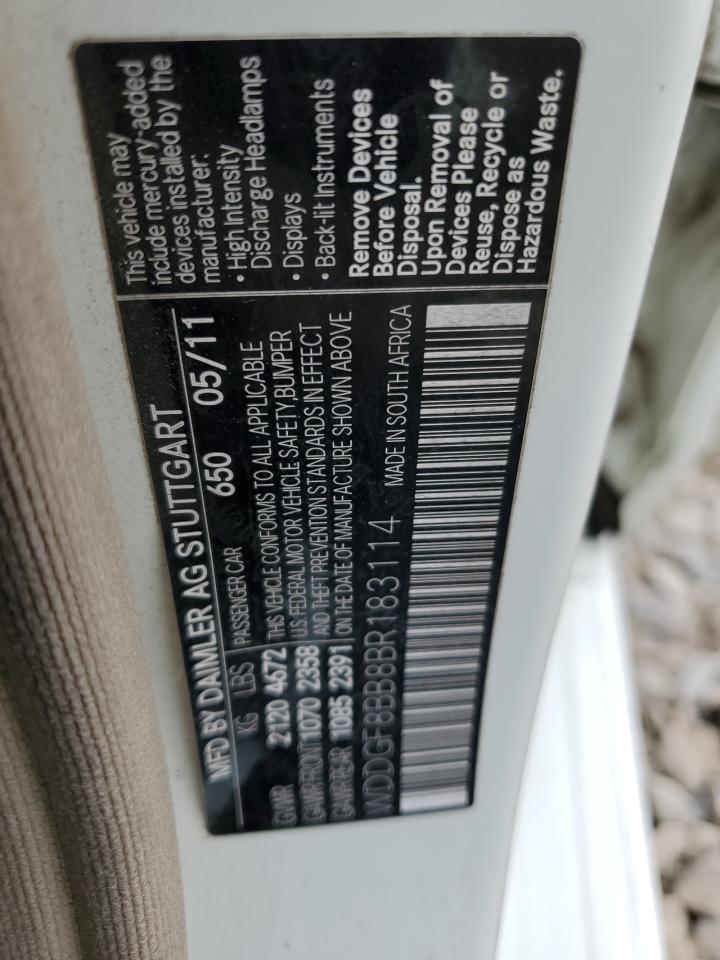 MFD BY DAIMLER AG STUTTGART
KG LBS PASSENGER CAR 650 05/11
GVWR 2120 4672
GAWR FRONT 1070 2358
GAWR REAR 1085 2391
THIS VEHICLE CONFORMS TO ALL APPLICABLE
U.S. FEDERAL MOTOR VEHICLE SAFETY, BUMPER
AND THEFT PREVENTION STANDARDS IN EFFECT
ON THE DATE OF MANUFACTURE SHOWN ABOVE
WDDGF8BB8BR183114 MADE IN SOUTH AFRICA
This vehicle may
include mercury-added
devices installed by the
manufacturer:
• High Intensity
Discharge Headlamps
• Displays
• Back-lit Instruments
Remove Devices
Before Vehicle
Disposal.
Upon Removal of
Devices Please
Reuse, Recycle or
Dispose as
Hazardous Waste.